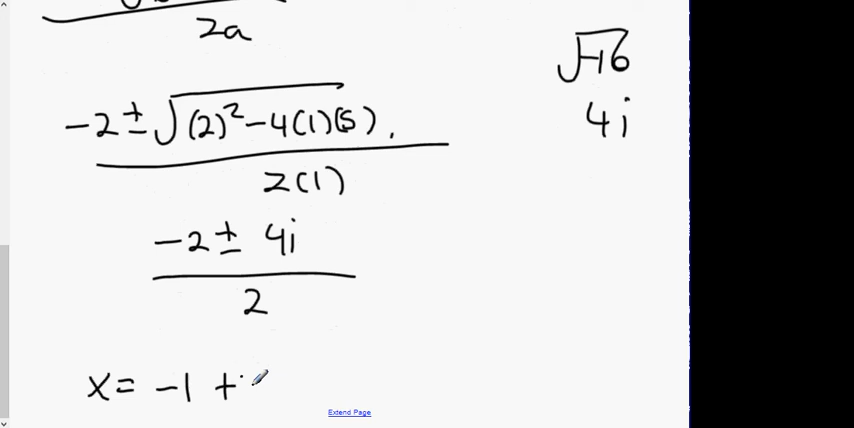 2a
√-16
-2 ± √(2)² - 4(1)(5)
2(1)
4i
-2 ± 4i
2
x = -1 +
Extend Page